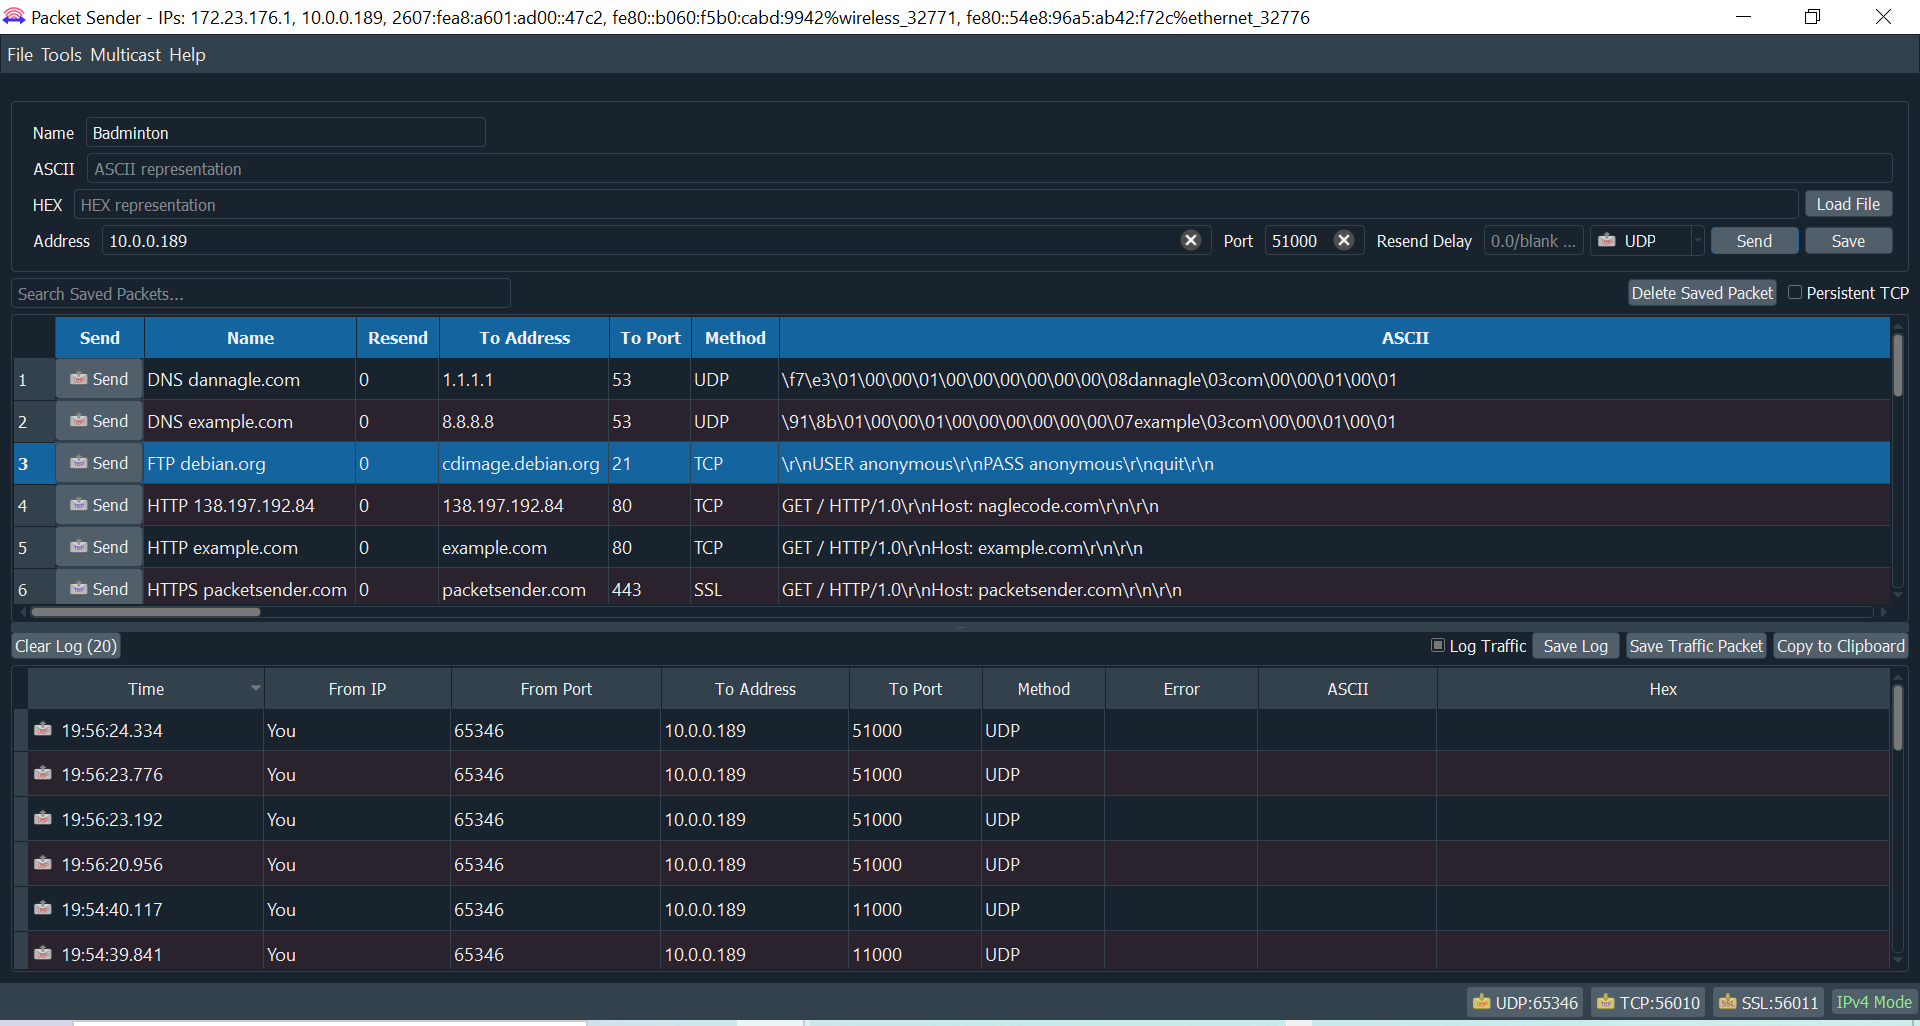 Packet Sender - IPs: 172.23.176.1, 10.0.0.189, 2607:fea8:a601:ad00::47c2, fe80::b060:f5b0:cabd:9942%wireless_32771, fe80::54e8:96a5:ab42:f72c%ethernet_32776
File Tools Multicast Help
Name Badminton
ASCII ASCII representation
HEX HEX representation Load File
Address 10.0.0.189 Port 51000 Resend Delay 0.0/blank ... UDP Send Save
Search Saved Packets... Delete Saved Packet Persistent TCP
Send Name Resend To Address To Port Method ASCII
1 Send DNS dannagle.com 0 1.1.1.1 53 UDP \f7\e3\01\00\00\01\00\00\00\00\00\00\08dannagle\03com\00\00\01\00\01
2 Send DNS example.com 0 8.8.8.8 53 UDP \91\8b\01\00\00\01\00\00\00\00\00\00\07example\03com\00\00\01\00\01
3 Send FTP debian.org 0 cdimage.debian.org 21 TCP \r\nUSER anonymous\r\nPASS anonymous\r\nquit\r\n
4 Send HTTP 138.197.192.84 0 138.197.192.84 80 TCP GET / HTTP/1.0\r\nHost: naglecode.com\r\n\r\n
5 Send HTTP example.com 0 example.com 80 TCP GET / HTTP/1.0\r\nHost: example.com\r\n\r\n
6 Send HTTPS packetsender.com 0 packetsender.com 443 SSL GET / HTTP/1.0\r\nHost: packetsender.com\r\n\r\n
Clear Log (20) Log Traffic Save Log Save Traffic Packet Copy to Clipboard
Time From IP From Port To Address To Port Method Error ASCII Hex
19:56:24.334 You 65346 10.0.0.189 51000 UDP
19:56:23.776 You 65346 10.0.0.189 51000 UDP
19:56:23.192 You 65346 10.0.0.189 51000 UDP
19:56:20.956 You 65346 10.0.0.189 51000 UDP
19:54:40.117 You 65346 10.0.0.189 11000 UDP
19:54:39.841 You 65346 10.0.0.189 11000 UDP
UDP:65346 TCP:56010 SSL:56011 IPv4 Mode